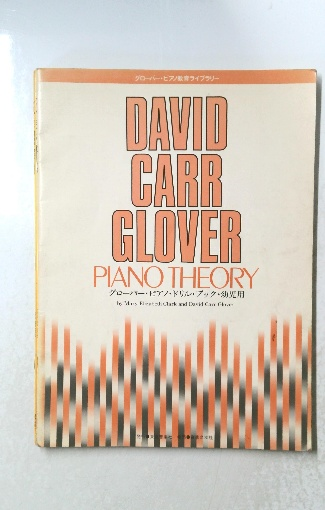 グローバー・ピアノ教育ライブラリー
DAVID
CARR
GLOVER
PIANO THEORY
グローバー・ピアノ・ドリル・ブック・幼児用
by Mary Elizabeth Clark and David Carr Glover